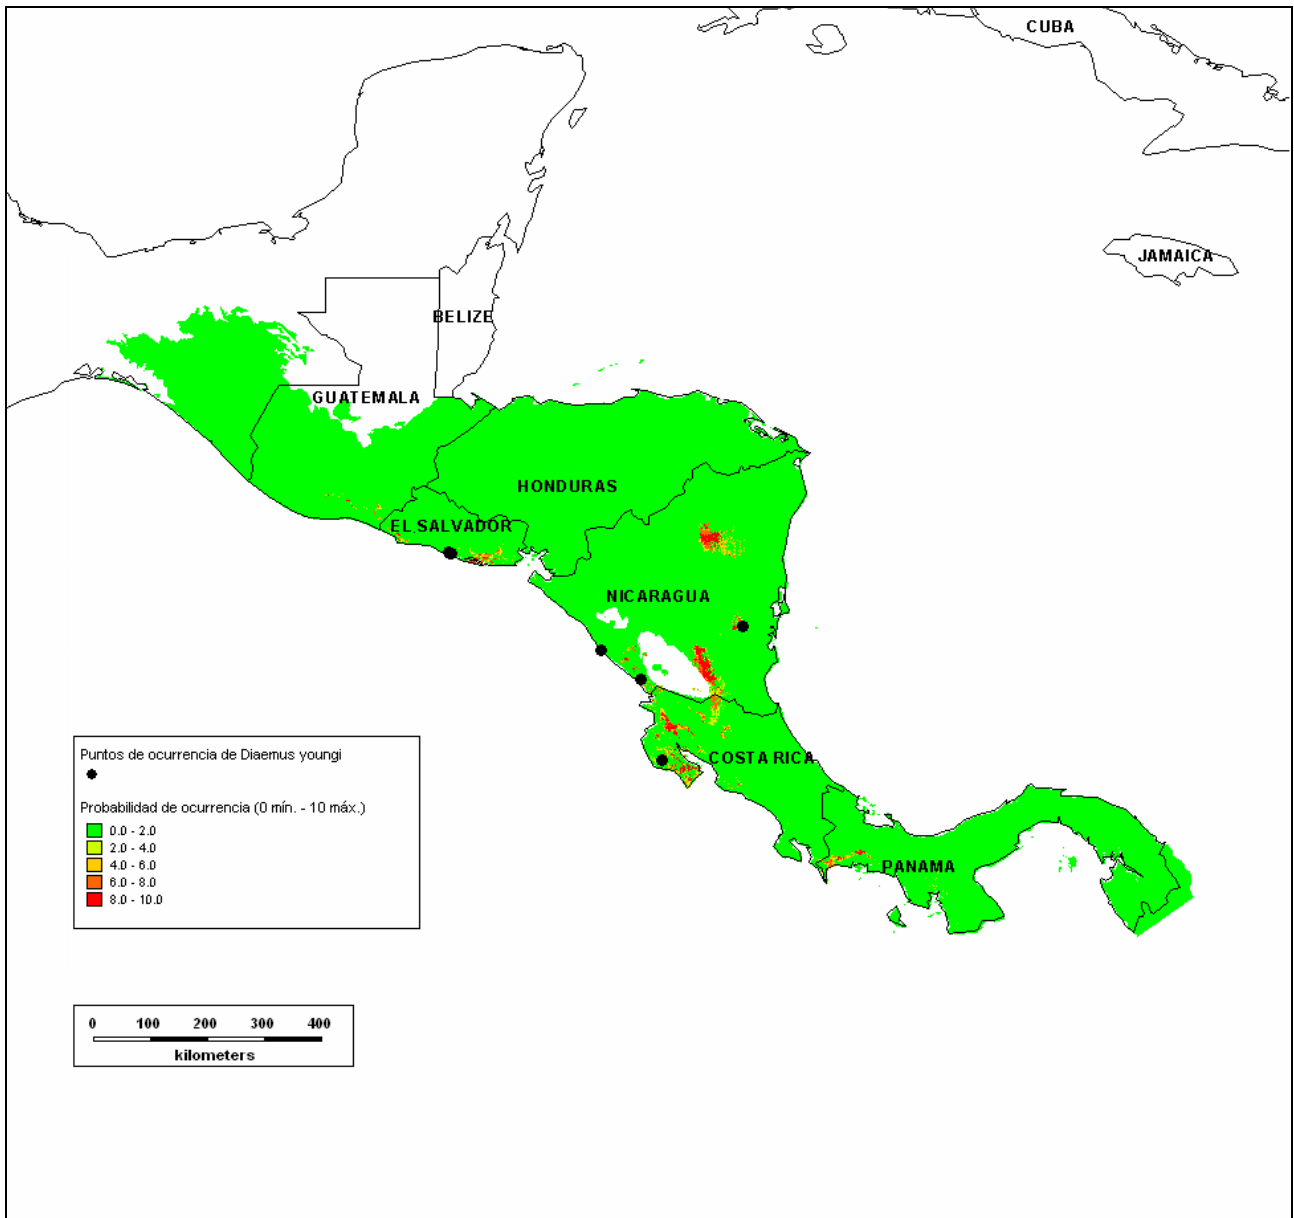 CUBA
JAMAICA
BELIZE
GUATEMALA
HONDURAS
EL SALVADOR
NICARAGUA
COSTA RICA
PANAMA
Puntos de ocurrencia de Diaemus youngi
Probabilidad de ocurrencia (0 mín. - 10 máx.)
0.0 - 2.0
2.0 - 4.0
4.0 - 6.0
6.0 - 8.0
8.0 - 10.0
0 100 200 300 400
kilometers